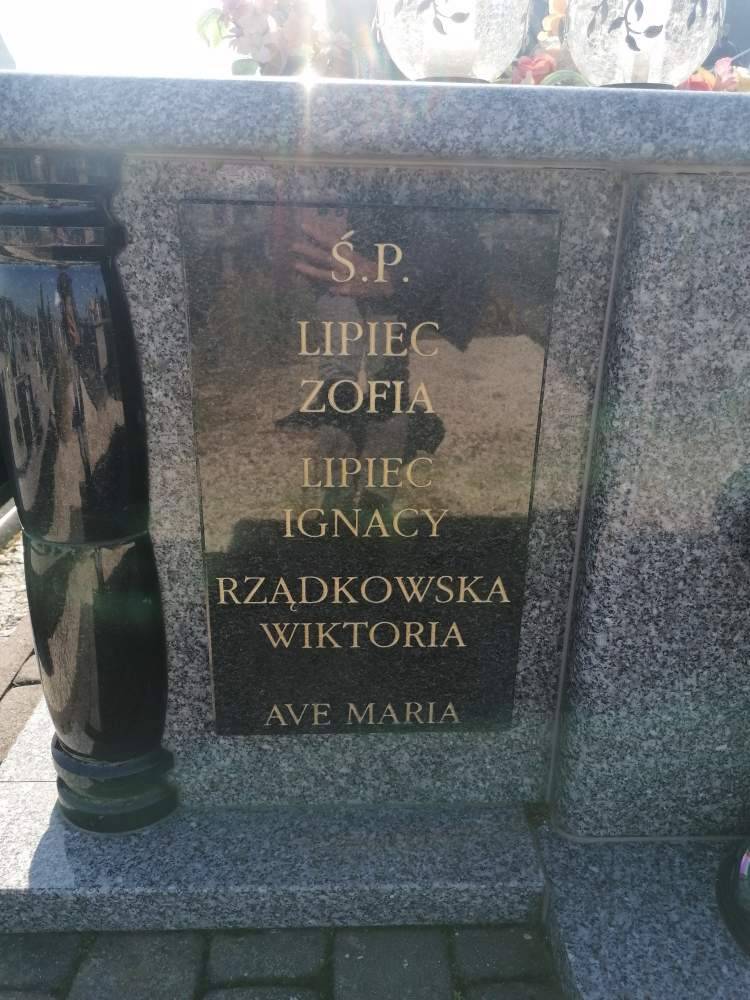 Ś.P.
LIPIEC
ZOFIA
LIPIEC
IGNACY
RZĄDKOWSKA
WIKTORIA
AVE MARIA